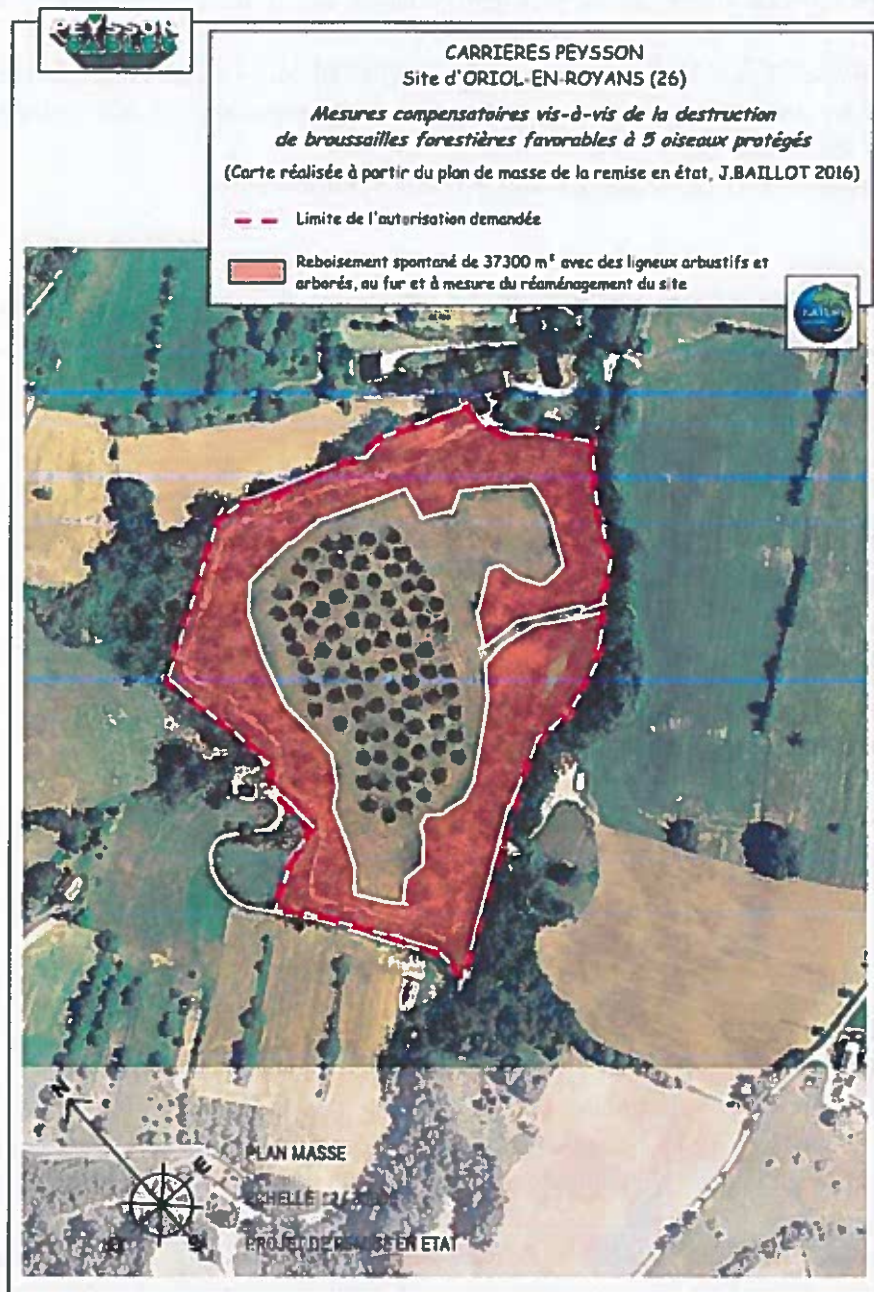 PEYSSON
CARRIERES PEYSSON
Site d'ORIOL-EN-ROYANS (26)
Mesures compensatoires vis-à-vis de la destruction
de broussailles forestières favorables à 5 oiseaux protégés
(Carte réalisée à partir du plan de masse de la remise en état, J.BAILLOT 2016)
Limite de l'autorisation demandée
Reboisement spontané de 37300 m² avec des ligneux arbustifs et
arborés, au fur et à mesure du réaménagement du site
N
E
PLAN MASSE
ECHELLE
O
S
PROJET DE REMISE EN ETAT